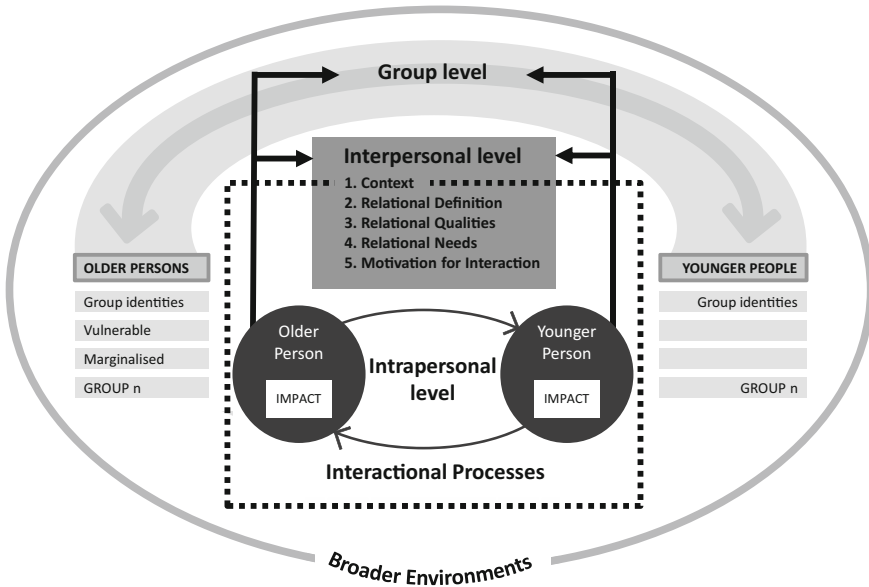 Group level
Interpersonal level
1. Context
2. Relational Definition
3. Relational Qualities
4. Relational Needs
5. Motivation for Interaction
OLDER PERSONS
Group identities
Vulnerable
Marginalised
GROUP n
YOUNGER PEOPLE
Group identities
GROUP n
Older
Person
IMPACT
Intrapersonal
level
Younger
Person
IMPACT
Interactional Processes
Broader Environments